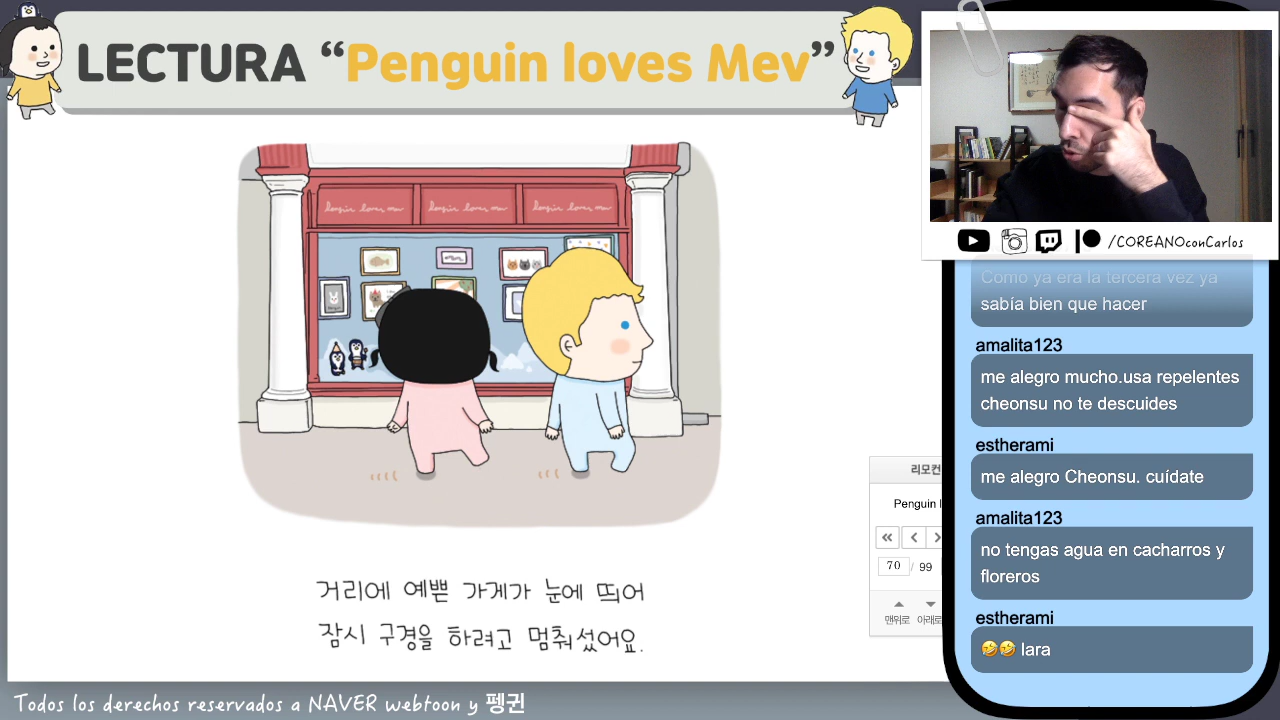 LECTURA “Penguin loves Mev”
penguin loves mev
penguin loves mev
penguin loves mev
거리에 예쁜 가게가 눈에 띄어
잠시 구경을 하려고 멈춰섰어요.
리모컨
Penguin l
70 / 99
맨위로 아래로
Todos los derechos reservados a NAVER webtoon y 펭귄
/COREANOconCarlos
Como ya era la tercera vez ya
sabía bien que hacer
amalita123
me alegro mucho.usa repelentes
cheonsu no te descuides
estherami
me alegro Cheonsu. cuídate
amalita123
no tengas agua en cacharros y
floreros
estherami
🤣🤣 lara